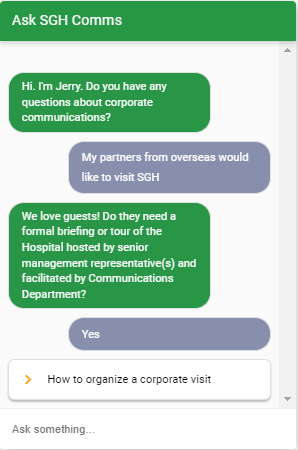 Ask SGH Comms
Hi. I'm Jerry. Do you have any
questions about corporate
communications?
My partners from overseas would
like to visit SGH
We love guests! Do they need a
formal briefing or tour of the
Hospital hosted by senior
management representative(s) and
facilitated by Communications
Department?
Yes
How to organize a corporate visit
Ask something...